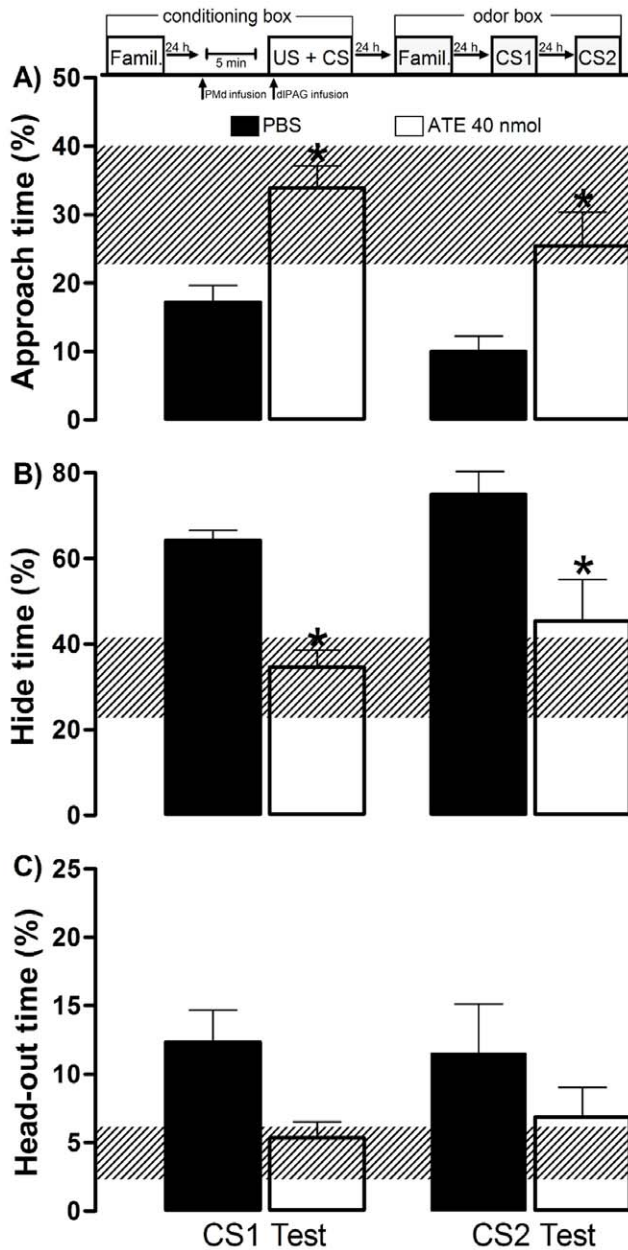 conditioning box odor box
Famil. 24 h 5 min US + CS 24 h Famil. 24 h CS1 24 h CS2
PMd infusion dlPAG infusion
A)
PBS ATE 40 nmol
Approach time (%)
50
40
30
20
10
0
* *
B)
Hide time (%)
80
60
40
20
0
* *
C)
Head-out time (%)
25
20
15
10
5
0
CS1 Test CS2 Test